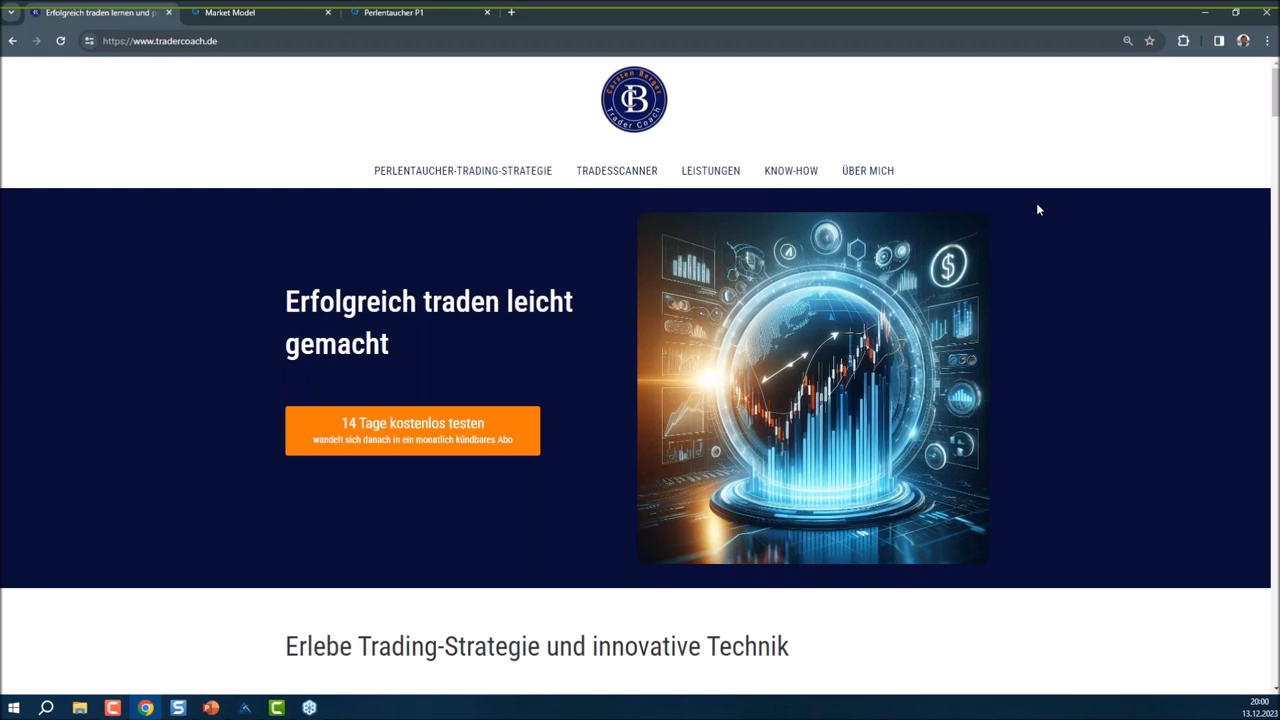 Erfolgreich traden lernen und p
Market Model
Perlentaucher P1
https://www.tradercoach.de
Carsten Berger
CB
Trader Coach
PERLENTAUCHER-TRADING-STRATEGIE
TRADESSCANNER
LEISTUNGEN
KNOW-HOW
ÜBER MICH
Erfolgreich traden leicht
gemacht
14 Tage kostenlos testen
wandelt sich danach in ein monatlich kündbares Abo
$
Erlebe Trading-Strategie und innovative Technik
20:00
13.12.2023